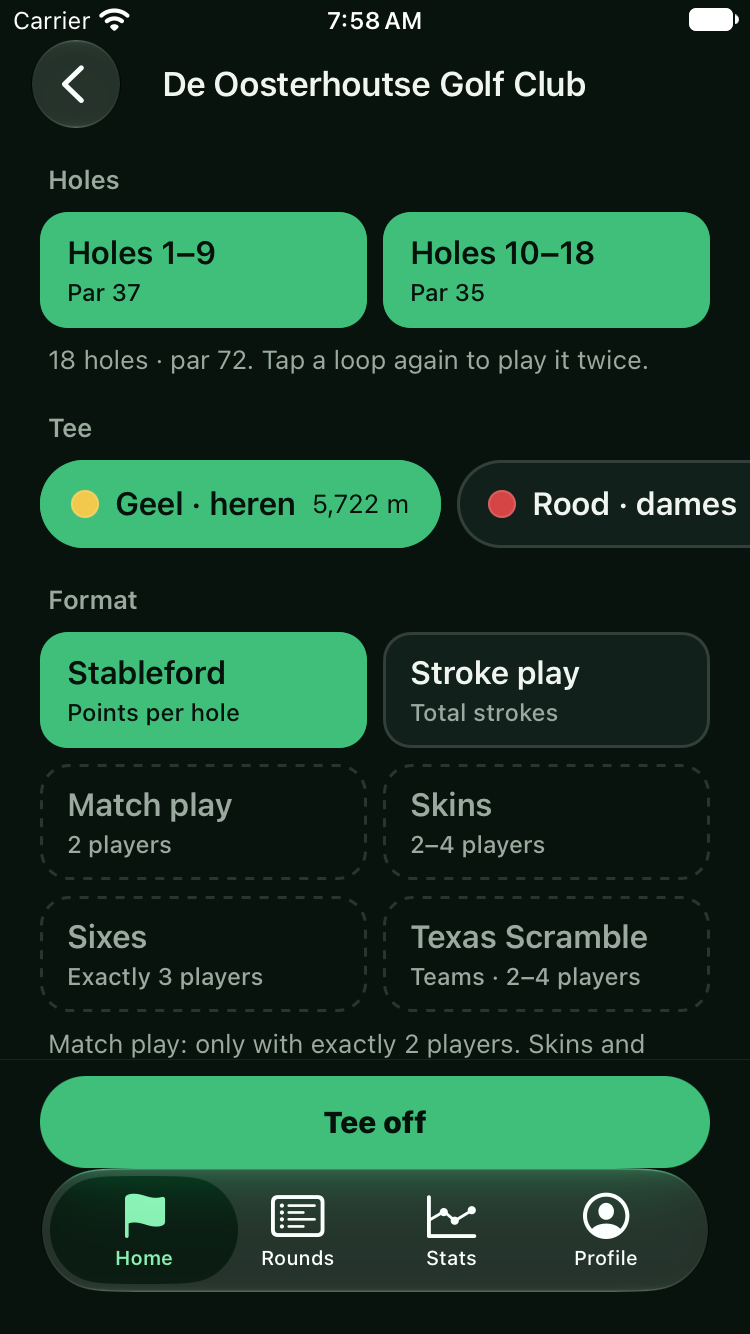 Carrier 7:58 AM
De Oosterhoutse Golf Club
Holes
Holes 1–9
Par 37
Holes 10–18
Par 35
18 holes · par 72. Tap a loop again to play it twice.
Tee
Geel · heren 5,722 m
Rood · dames
Format
Stableford
Points per hole
Stroke play
Total strokes
Match play
2 players
Skins
2–4 players
Sixes
Exactly 3 players
Texas Scramble
Teams · 2–4 players
Match play: only with exactly 2 players. Skins and
Tee off
Home
Rounds
Stats
Profile